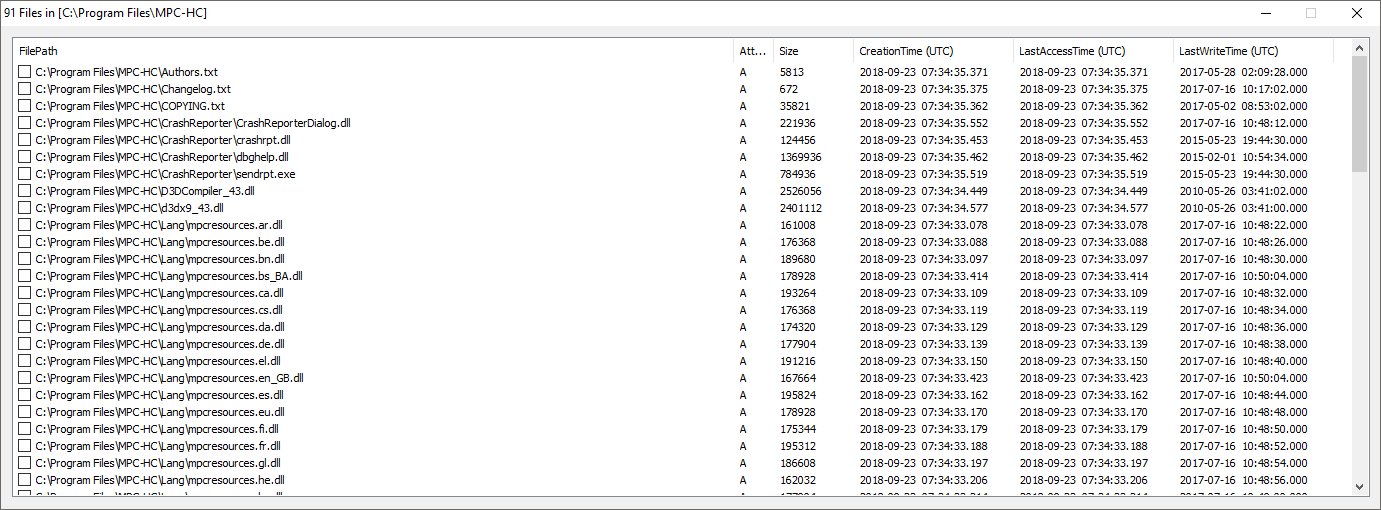 91 Files in [C:\Program Files\MPC-HC]
FilePath Att... Size CreationTime (UTC) LastAccessTime (UTC) LastWriteTime (UTC)
C:\Program Files\MPC-HC\Authors.txt A 5813 2018-09-23 07:34:35.371 2018-09-23 07:34:35.371 2017-05-28 02:09:28.000
C:\Program Files\MPC-HC\Changelog.txt A 672 2018-09-23 07:34:35.375 2018-09-23 07:34:35.375 2017-07-16 10:17:02.000
C:\Program Files\MPC-HC\COPYING.txt A 35821 2018-09-23 07:34:35.362 2018-09-23 07:34:35.362 2017-05-02 08:53:02.000
C:\Program Files\MPC-HC\CrashReporter\CrashReporterDialog.dll A 221936 2018-09-23 07:34:35.552 2018-09-23 07:34:35.552 2017-07-16 10:48:12.000
C:\Program Files\MPC-HC\CrashReporter\crashrpt.dll A 124456 2018-09-23 07:34:35.453 2018-09-23 07:34:35.453 2015-05-23 19:44:30.000
C:\Program Files\MPC-HC\CrashReporter\dbghelp.dll A 1369936 2018-09-23 07:34:35.462 2018-09-23 07:34:35.462 2015-02-01 10:54:34.000
C:\Program Files\MPC-HC\CrashReporter\sendrpt.exe A 784936 2018-09-23 07:34:35.519 2018-09-23 07:34:35.519 2015-05-23 19:44:30.000
C:\Program Files\MPC-HC\D3DCompiler_43.dll A 2526056 2018-09-23 07:34:34.449 2018-09-23 07:34:34.449 2010-05-26 03:41:02.000
C:\Program Files\MPC-HC\d3dx9_43.dll A 2401112 2018-09-23 07:34:34.577 2018-09-23 07:34:34.577 2010-05-26 03:41:00.000
C:\Program Files\MPC-HC\Lang\mpcresources.ar.dll A 161008 2018-09-23 07:34:33.078 2018-09-23 07:34:33.078 2017-07-16 10:48:22.000
C:\Program Files\MPC-HC\Lang\mpcresources.be.dll A 176368 2018-09-23 07:34:33.088 2018-09-23 07:34:33.088 2017-07-16 10:48:26.000
C:\Program Files\MPC-HC\Lang\mpcresources.bn.dll A 189680 2018-09-23 07:34:33.097 2018-09-23 07:34:33.097 2017-07-16 10:48:30.000
C:\Program Files\MPC-HC\Lang\mpcresources.bs_BA.dll A 178928 2018-09-23 07:34:33.414 2018-09-23 07:34:33.414 2017-07-16 10:50:04.000
C:\Program Files\MPC-HC\Lang\mpcresources.ca.dll A 193264 2018-09-23 07:34:33.109 2018-09-23 07:34:33.109 2017-07-16 10:48:32.000
C:\Program Files\MPC-HC\Lang\mpcresources.cs.dll A 176368 2018-09-23 07:34:33.119 2018-09-23 07:34:33.119 2017-07-16 10:48:34.000
C:\Program Files\MPC-HC\Lang\mpcresources.da.dll A 174320 2018-09-23 07:34:33.129 2018-09-23 07:34:33.129 2017-07-16 10:48:36.000
C:\Program Files\MPC-HC\Lang\mpcresources.de.dll A 177904 2018-09-23 07:34:33.139 2018-09-23 07:34:33.139 2017-07-16 10:48:38.000
C:\Program Files\MPC-HC\Lang\mpcresources.el.dll A 191216 2018-09-23 07:34:33.150 2018-09-23 07:34:33.150 2017-07-16 10:48:40.000
C:\Program Files\MPC-HC\Lang\mpcresources.en_GB.dll A 167664 2018-09-23 07:34:33.423 2018-09-23 07:34:33.423 2017-07-16 10:50:04.000
C:\Program Files\MPC-HC\Lang\mpcresources.es.dll A 195824 2018-09-23 07:34:33.162 2018-09-23 07:34:33.162 2017-07-16 10:48:44.000
C:\Program Files\MPC-HC\Lang\mpcresources.eu.dll A 178928 2018-09-23 07:34:33.170 2018-09-23 07:34:33.170 2017-07-16 10:48:48.000
C:\Program Files\MPC-HC\Lang\mpcresources.fi.dll A 175344 2018-09-23 07:34:33.179 2018-09-23 07:34:33.179 2017-07-16 10:48:50.000
C:\Program Files\MPC-HC\Lang\mpcresources.fr.dll A 195312 2018-09-23 07:34:33.188 2018-09-23 07:34:33.188 2017-07-16 10:48:52.000
C:\Program Files\MPC-HC\Lang\mpcresources.gl.dll A 186608 2018-09-23 07:34:33.197 2018-09-23 07:34:33.197 2017-07-16 10:48:54.000
C:\Program Files\MPC-HC\Lang\mpcresources.he.dll A 162032 2018-09-23 07:34:33.206 2018-09-23 07:34:33.206 2017-07-16 10:48:56.000